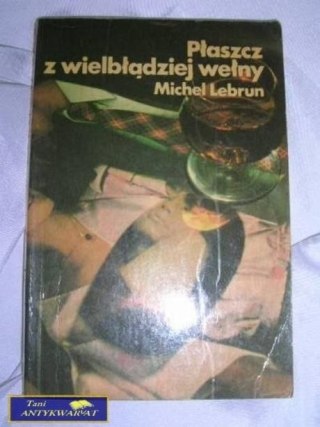 Płaszcz
z wielbłądziej wełny
Michel Lebrun
Tani
ANTYKWARIAT